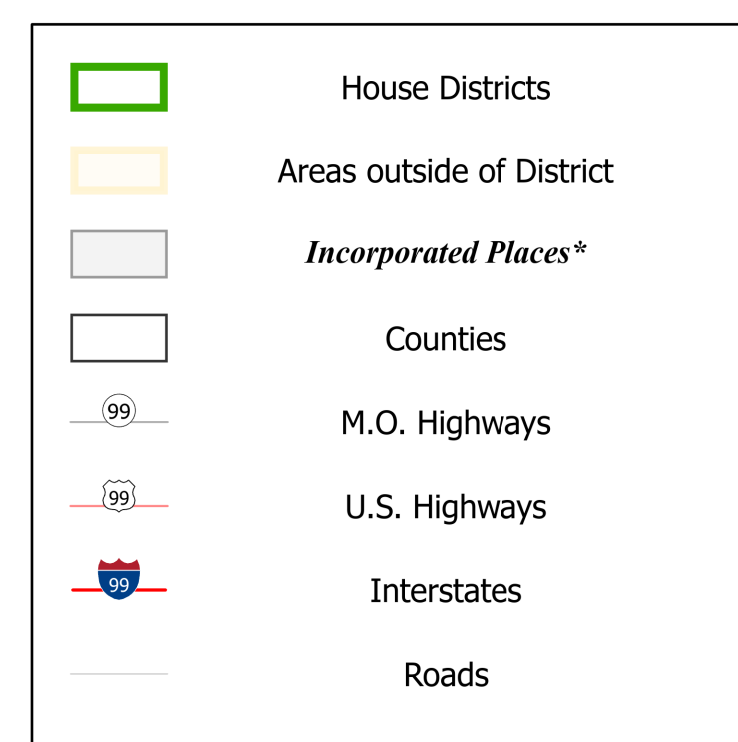 House Districts
Areas outside of District
Incorporated Places*
Counties
99
M.O. Highways
99
U.S. Highways
99
Interstates
Roads